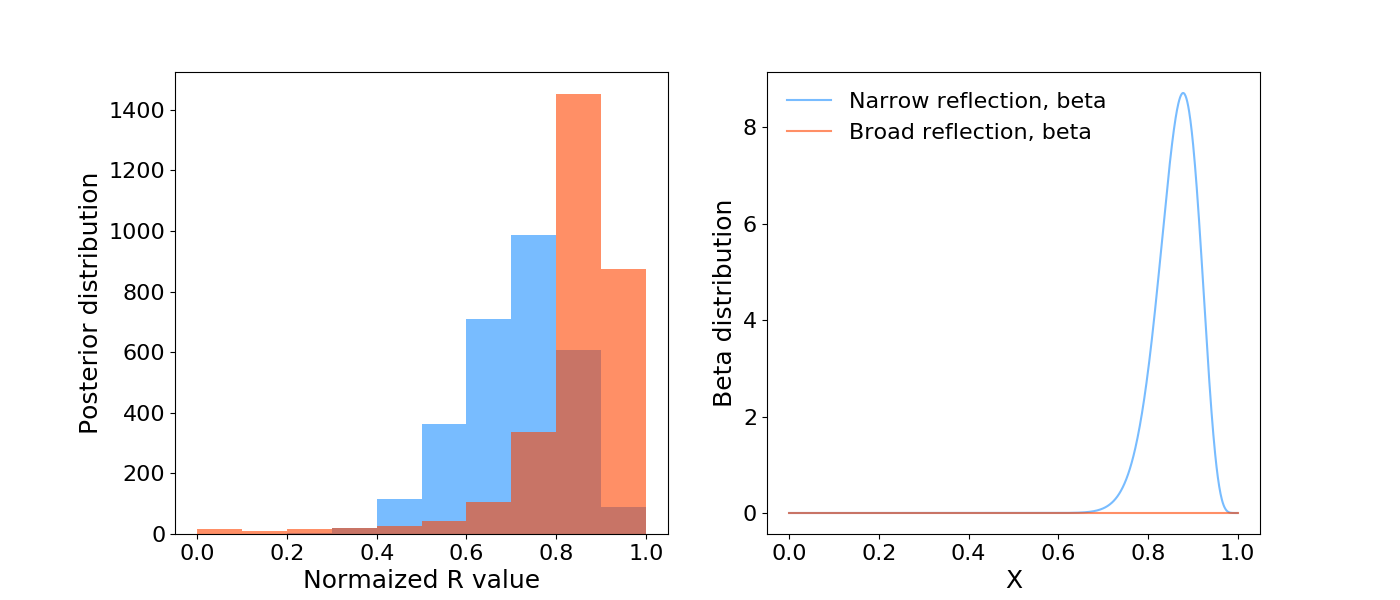 Posterior distribution
1400
1200
1000
800
600
400
200
0
0.0 0.2 0.4 0.6 0.8 1.0
Normaized R value
Beta distribution
8
6
4
2
0
Narrow reflection, beta
Broad reflection, beta
0.0 0.2 0.4 0.6 0.8 1.0
X